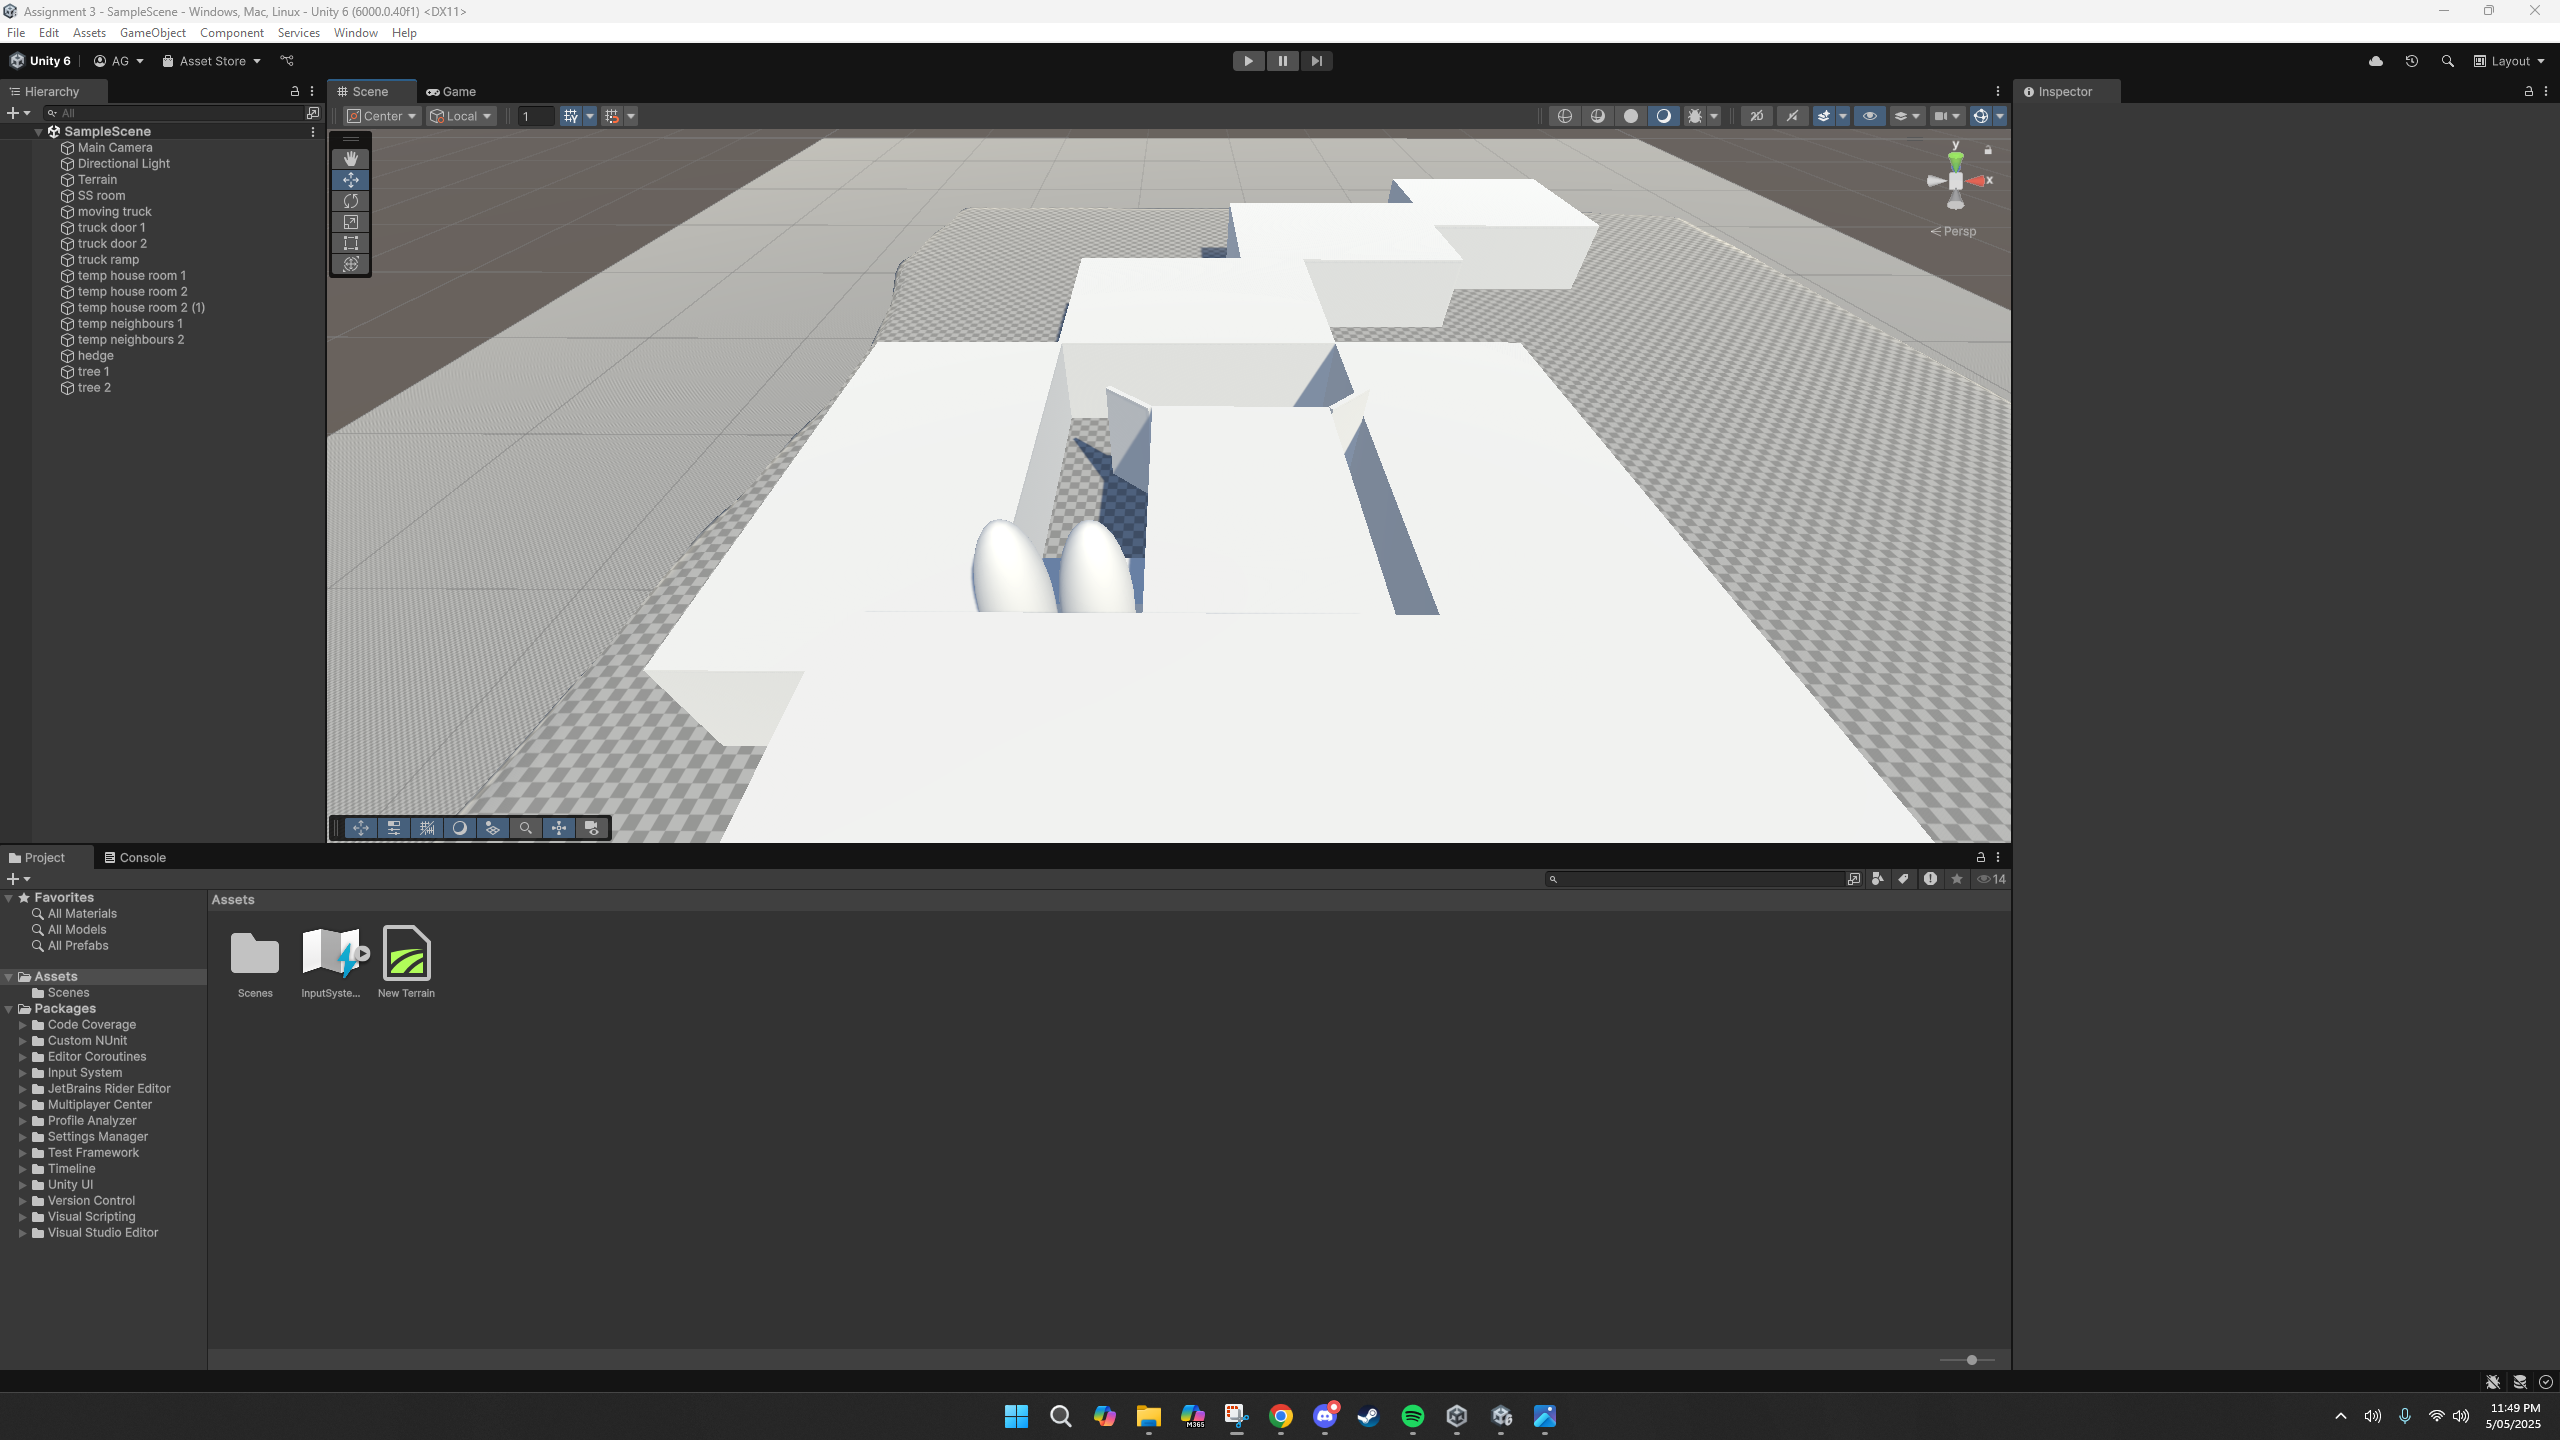 Assignment 3 - SampleScene - Windows, Mac, Linux - Unity 6 (6000.0.40f1) <DX11>
File Edit Assets GameObject Component Services Window Help
Unity 6 AG Asset Store Layout
Hierarchy
All
SampleScene
Main Camera
Directional Light
Terrain
SS room
moving truck
truck door 1
truck door 2
truck ramp
temp house room 1
temp house room 2
temp house room 2 (1)
temp neighbours 1
temp neighbours 2
hedge
tree 1
tree 2
Scene Game
Center Local 1 2D
y
x
Persp
Inspector
Project Console
14
Favorites
All Materials
All Models
All Prefabs
Assets
Scenes
Packages
Code Coverage
Custom NUnit
Editor Coroutines
Input System
JetBrains Rider Editor
Multiplayer Center
Profile Analyzer
Settings Manager
Test Framework
Timeline
Unity UI
Version Control
Visual Scripting
Visual Studio Editor
Assets
Scenes InputSyste... New Terrain
M365
6
11:49 PM
5/05/2025